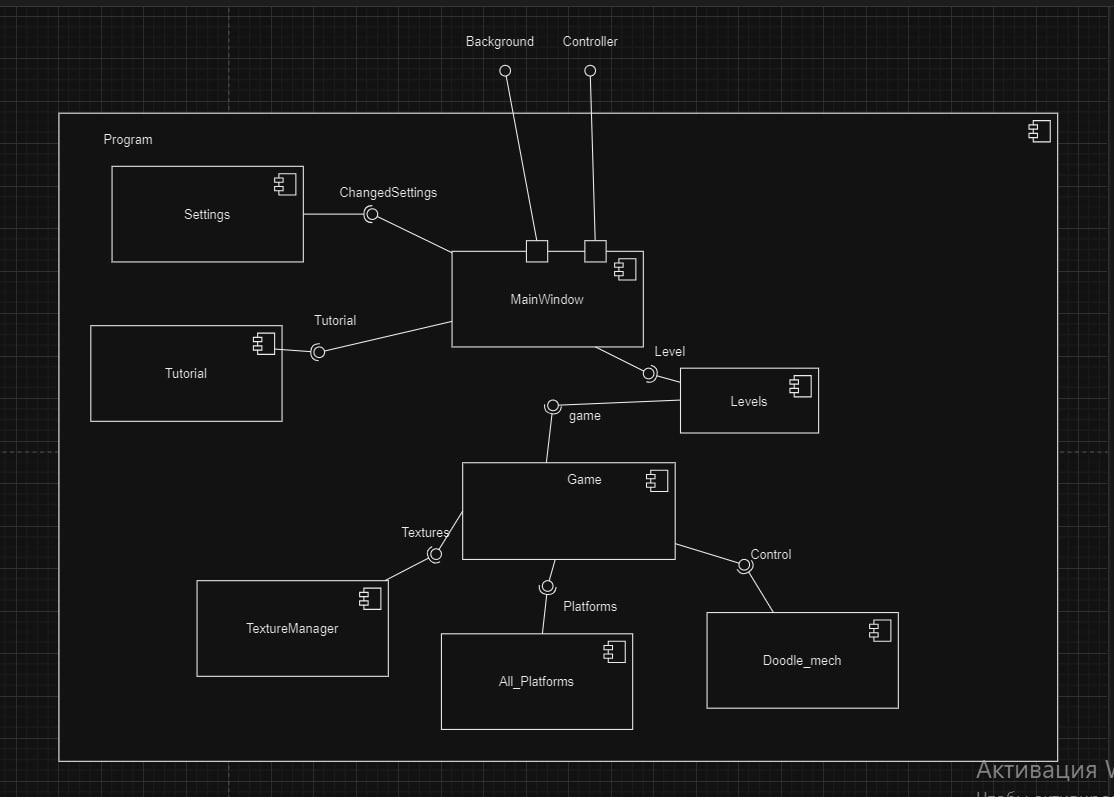 Background
Controller
Program
ChangedSettings
Settings
MainWindow
Tutorial
Level
Tutorial
Levels
game
Game
Textures
Control
Platforms
TextureManager
Doodle_mech
All_Platforms
Активация